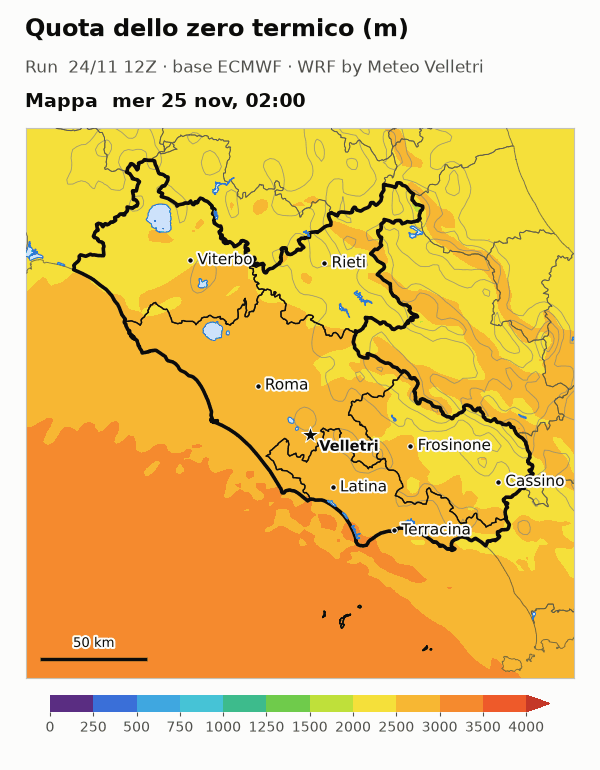 Quota dello zero termico (m)
Run  24/11 12Z · base ECMWF · WRF by Meteo Velletri
Mappa  mer 25 nov, 02:00
Viterbo
Rieti
Roma
Velletri
Frosinone
Cassino
Latina
Terracina
50 km
0 250 500 750 1000 1250 1500 2000 2500 3000 3500 4000